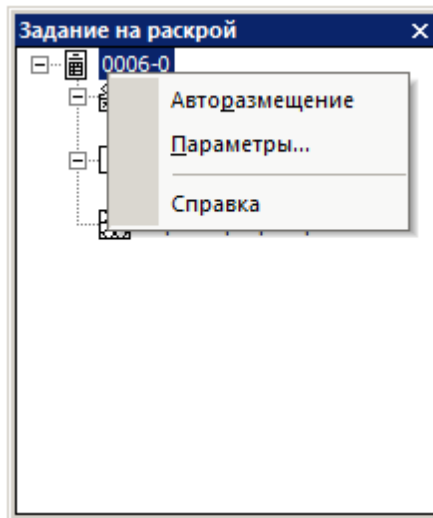 Задание на раскрой
0006-0
Авторазмещение
Параметры...
Справка